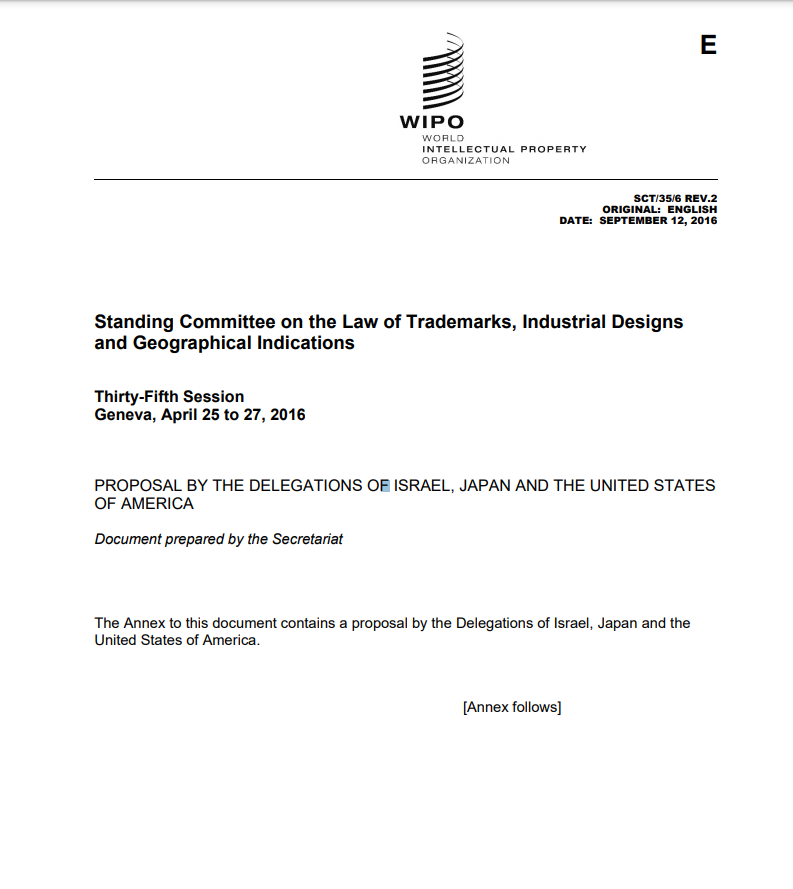 E
WIPO
WORLD
INTELLECTUAL PROPERTY
ORGANIZATION
SCT/35/6 REV.2
ORIGINAL: ENGLISH
DATE: SEPTEMBER 12, 2016
Standing Committee on the Law of Trademarks, Industrial Designs
and Geographical Indications
Thirty-Fifth Session
Geneva, April 25 to 27, 2016
PROPOSAL BY THE DELEGATIONS OF ISRAEL, JAPAN AND THE UNITED STATES
OF AMERICA
Document prepared by the Secretariat
The Annex to this document contains a proposal by the Delegations of Israel, Japan and the
United States of America.
[Annex follows]